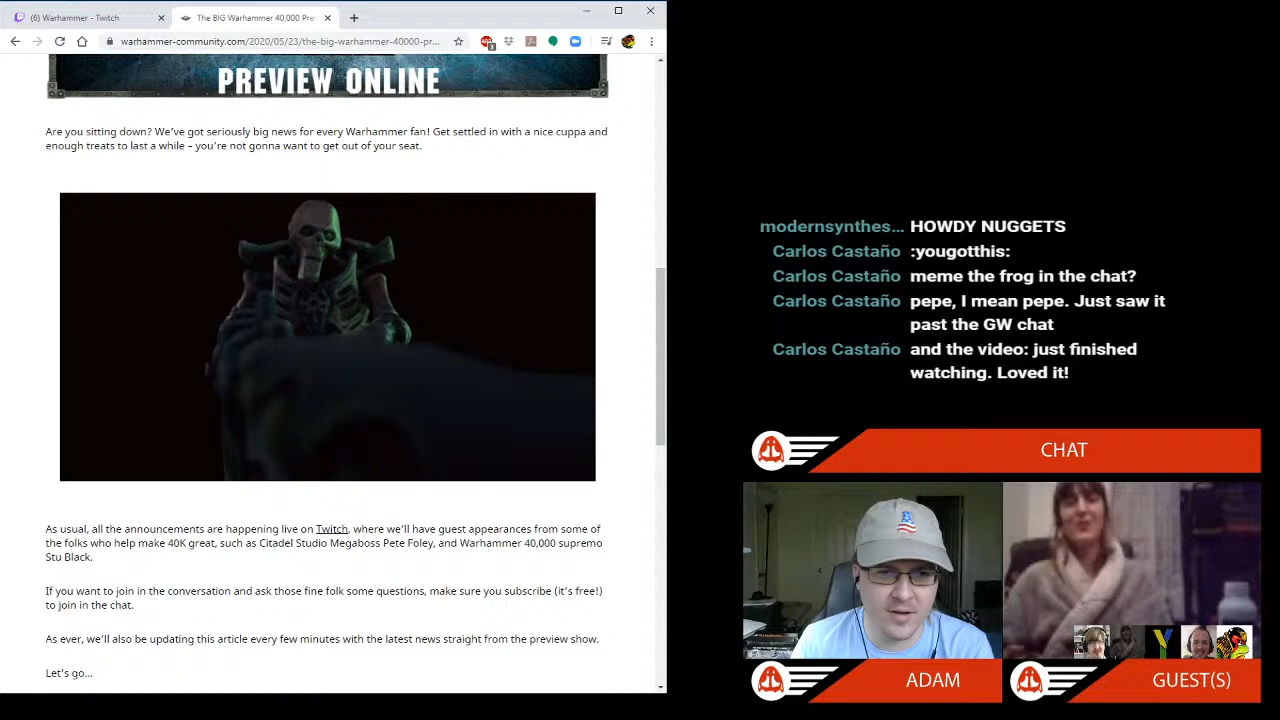 (6) Warhammer - Twitch
The BIG Warhammer 40,000 Pre
warhammer-community.com/2020/05/23/the-big-warhammer-40000-pr...
PREVIEW ONLINE
Are you sitting down? We've got seriously big news for every Warhammer fan! Get settled in with a nice cuppa and
enough treats to last a while – you're not gonna want to get out of your seat.
As usual, all the announcements are happening live on Twitch, where we'll have guest appearances from some of
the folks who help make 40K great, such as Citadel Studio Megaboss Pete Foley, and Warhammer 40,000 supremo
Stu Black.
If you want to join in the conversation and ask those fine folk some questions, make sure you subscribe (it's free!)
to join in the chat.
As ever, we'll also be updating this article every few minutes with the latest news straight from the preview show.
Let's go...
modernsynthes... HOWDY NUGGETS
Carlos Castaño :yougotthis:
Carlos Castaño meme the frog in the chat?
Carlos Castaño pepe, I mean pepe. Just saw it
past the GW chat
Carlos Castaño and the video: just finished
watching. Loved it!
CHAT
ADAM
GUEST(S)